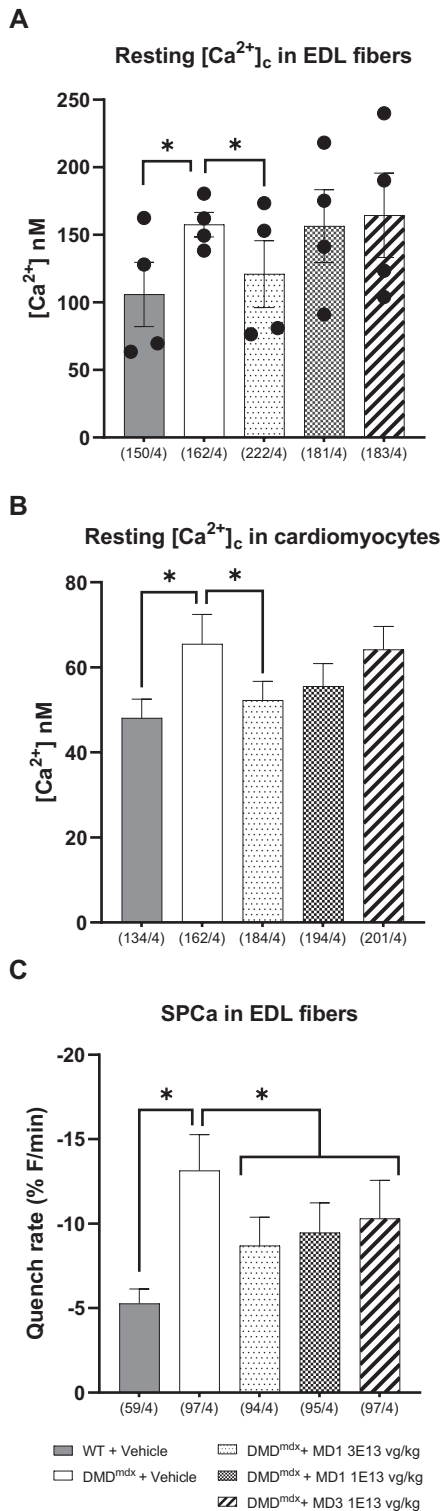 A
Resting [Ca²⁺]c in EDL fibers
[Ca²⁺] nM
250
200
150
100
50
0
*
*
(150/4) (162/4) (222/4) (181/4) (183/4)
B
Resting [Ca²⁺]c in cardiomyocytes
[Ca²⁺] nM
80
60
40
20
0
*
*
(134/4) (162/4) (184/4) (194/4) (201/4)
C
SPCa in EDL fibers
Quench rate (% F/min)
-20
-15
-10
-5
0
*
*
(59/4) (97/4) (94/4) (95/4) (97/4)
WT + Vehicle
DMDᵐᵈˣ + Vehicle
DMDᵐᵈˣ+ MD1 3E13 vg/kg
DMDᵐᵈˣ+ MD1 1E13 vg/kg
DMDᵐᵈˣ+ MD3 1E13 vg/kg